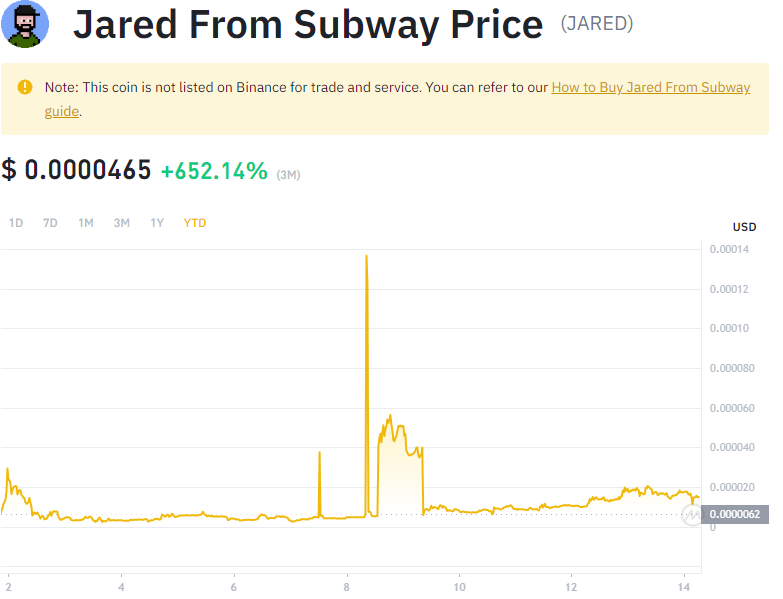 Jared From Subway Price (JARED)
Note: This coin is not listed on Binance for trade and service. You can refer to our How to Buy Jared From Subway
guide.
$ 0.0000465 +652.14% (3M)
1D 7D 1M 3M 1Y YTD
USD
0.00014
0.00012
0.00010
0.000080
0.000060
0.000040
0.000020
0.0000062
0
2 4 6 8 10 12 14